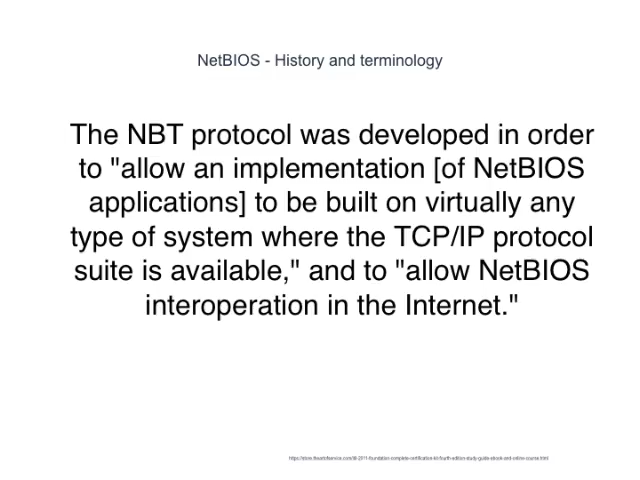 NetBIOS - History and terminology
The NBT protocol was developed in order
to "allow an implementation [of NetBIOS
applications] to be built on virtually any
type of system where the TCP/IP protocol
suite is available," and to "allow NetBIOS
interoperation in the Internet."